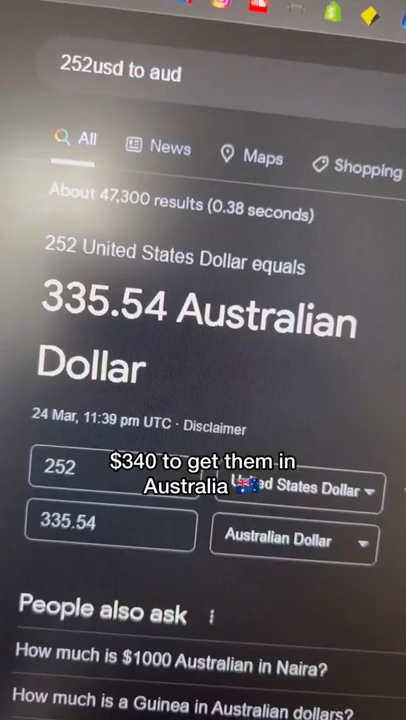 252usd to aud
All News Maps Shopping
About 47,300 results (0.38 seconds)
252 United States Dollar equals
335.54 Australian
Dollar
24 Mar, 11:39 pm UTC · Disclaimer
$340 to get them in
Australia 🇦🇺
252 United States Dollar
335.54 Australian Dollar
People also ask
How much is $1000 Australian in Naira?
How much is a Guinea in Australian dollars?